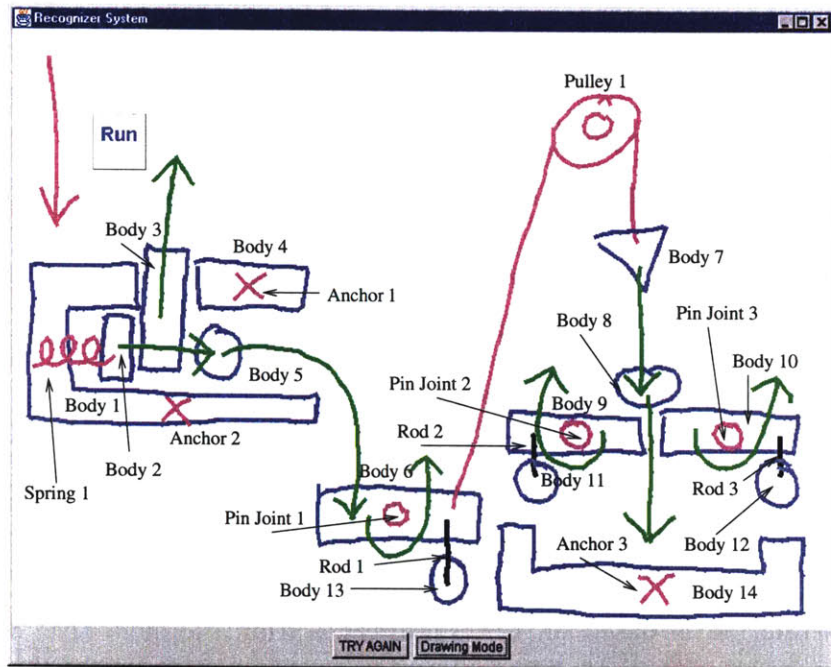 Recognizer System
Pulley 1
Run
Body 3
Body 4
Body 7
Anchor 1
Body 8
Pin Joint 3
Body 5
Pin Joint 2
Body 10
Body 1
Body 9
Anchor 2
Rod 2
Body 2
Body 6
Body 11
Spring 1
Rod 3
Pin Joint 1
Anchor 3
Body 12
Rod 1
Body 13
Body 14
TRY AGAIN
Drawing Mode